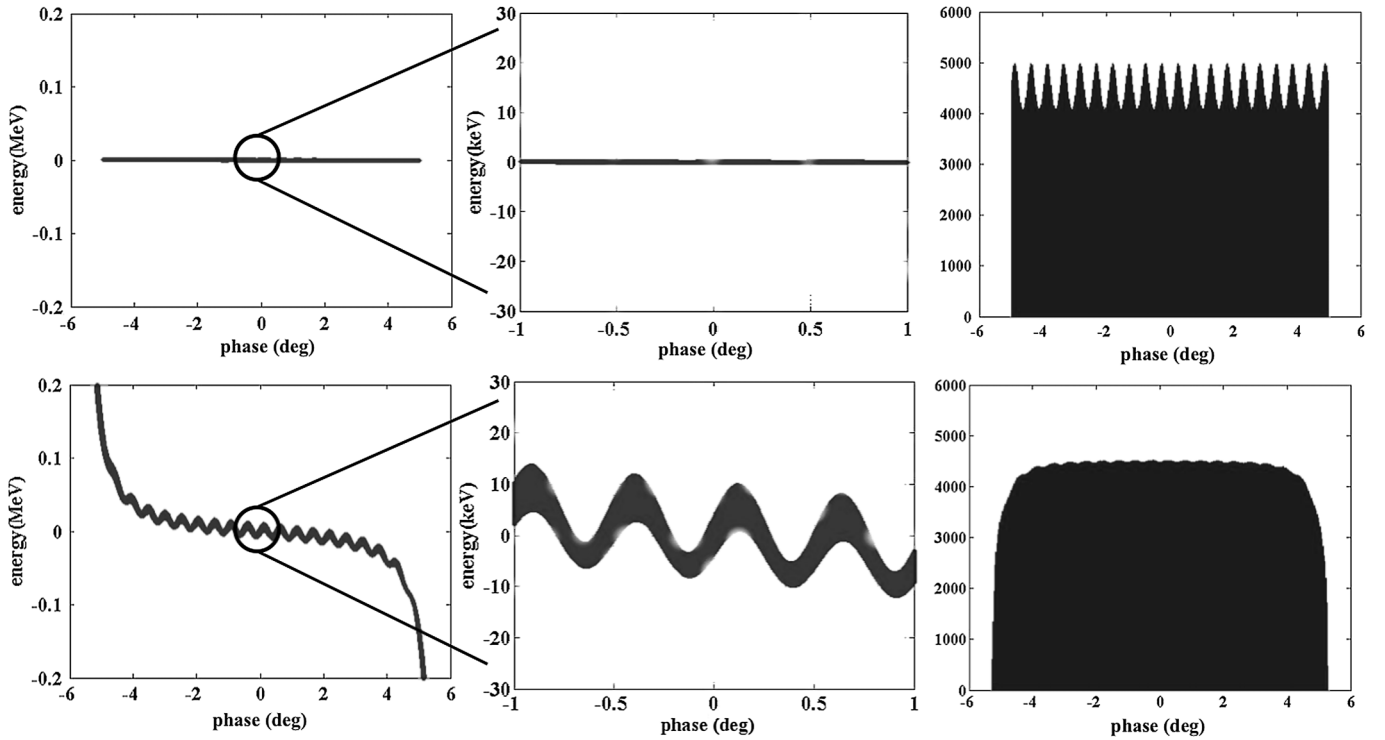 energy(MeV)
0.2
0.1
0
-0.1
-0.2
-6 -4 -2 0 2 4 6
phase (deg)
energy(keV)
30
20
10
0
-10
-20
-30
-1 -0.5 0 0.5 1
phase (deg)
6000
5000
4000
3000
2000
1000
0
-6 -4 -2 0 2 4 6
phase (deg)
energy(MeV)
0.2
0.1
0
-0.1
-0.2
-6 -4 -2 0 2 4 6
phase (deg)
energy(keV)
30
20
10
0
-10
-20
-30
-1 -0.5 0 0.5 1
phase (deg)
6000
5000
4000
3000
2000
1000
0
-6 -4 -2 0 2 4 6
phase (deg)